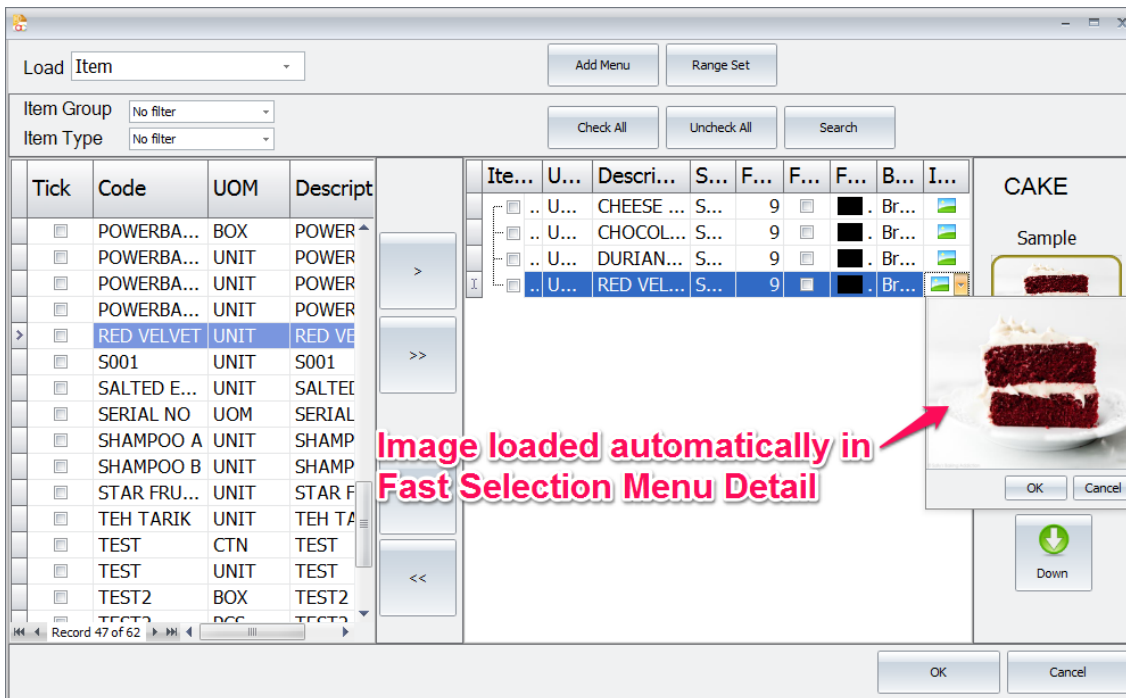 Load Item
Add Menu
Range Set
Item Group No filter
Item Type No filter
Check All
Uncheck All
Search
Tick Code UOM Descript
POWERBA... BOX POWER
POWERBA... UNIT POWER
POWERBA... UNIT POWER
POWERBA... UNIT POWER
RED VELVET UNIT RED VE
S001 UNIT S001
SALTED E... UNIT SALTED
SERIAL NO UOM SERIAL
SHAMPOO A UNIT SHAMP
SHAMPOO B UNIT SHAMP
STAR FRU... UNIT STAR F
TEH TARIK UNIT TEH TA
TEST CTN TEST
TEST UNIT TEST
TEST2 BOX TEST2
Record 47 of 62
>
>>
<<
Ite... U... Descri... S... F... F... F... B... I...
.. U... CHEESE ... S... 9 . Br...
.. U... CHOCOL... S... 9 . Br...
.. U... DURIAN... S... 9 . Br...
.. U... RED VEL... S... 9 . Br...
CAKE
Sample
OK
Cancel
Image loaded automatically in
Fast Selection Menu Detail
Down
OK
Cancel